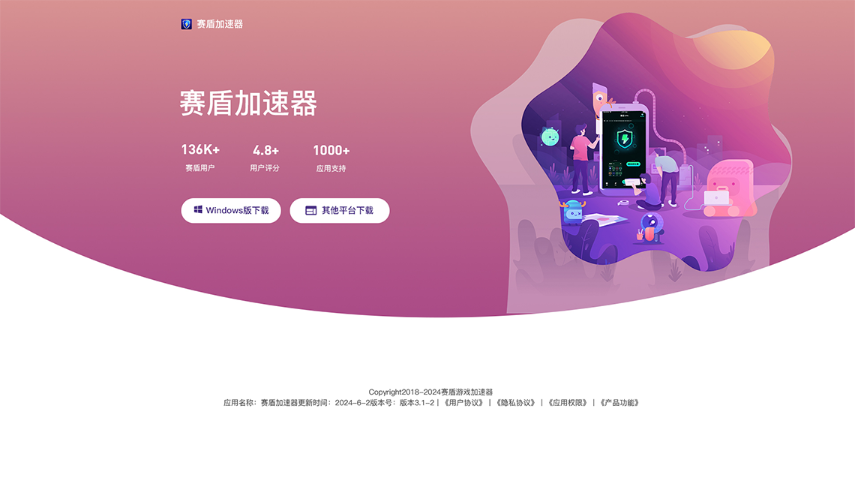 赛盾加速器
赛盾加速器
136K+
4.8+
1000+
赛盾用户
用户评分
应用支持
Windows版下载
其他平台下载
Copyright2018-2024赛盾游戏加速器
应用名称：赛盾加速器更新时间：2024-6-2版本号：版本3.1-2 | 《用户协议》 | 《隐私协议》 | 《应用权限》 | 《产品功能》